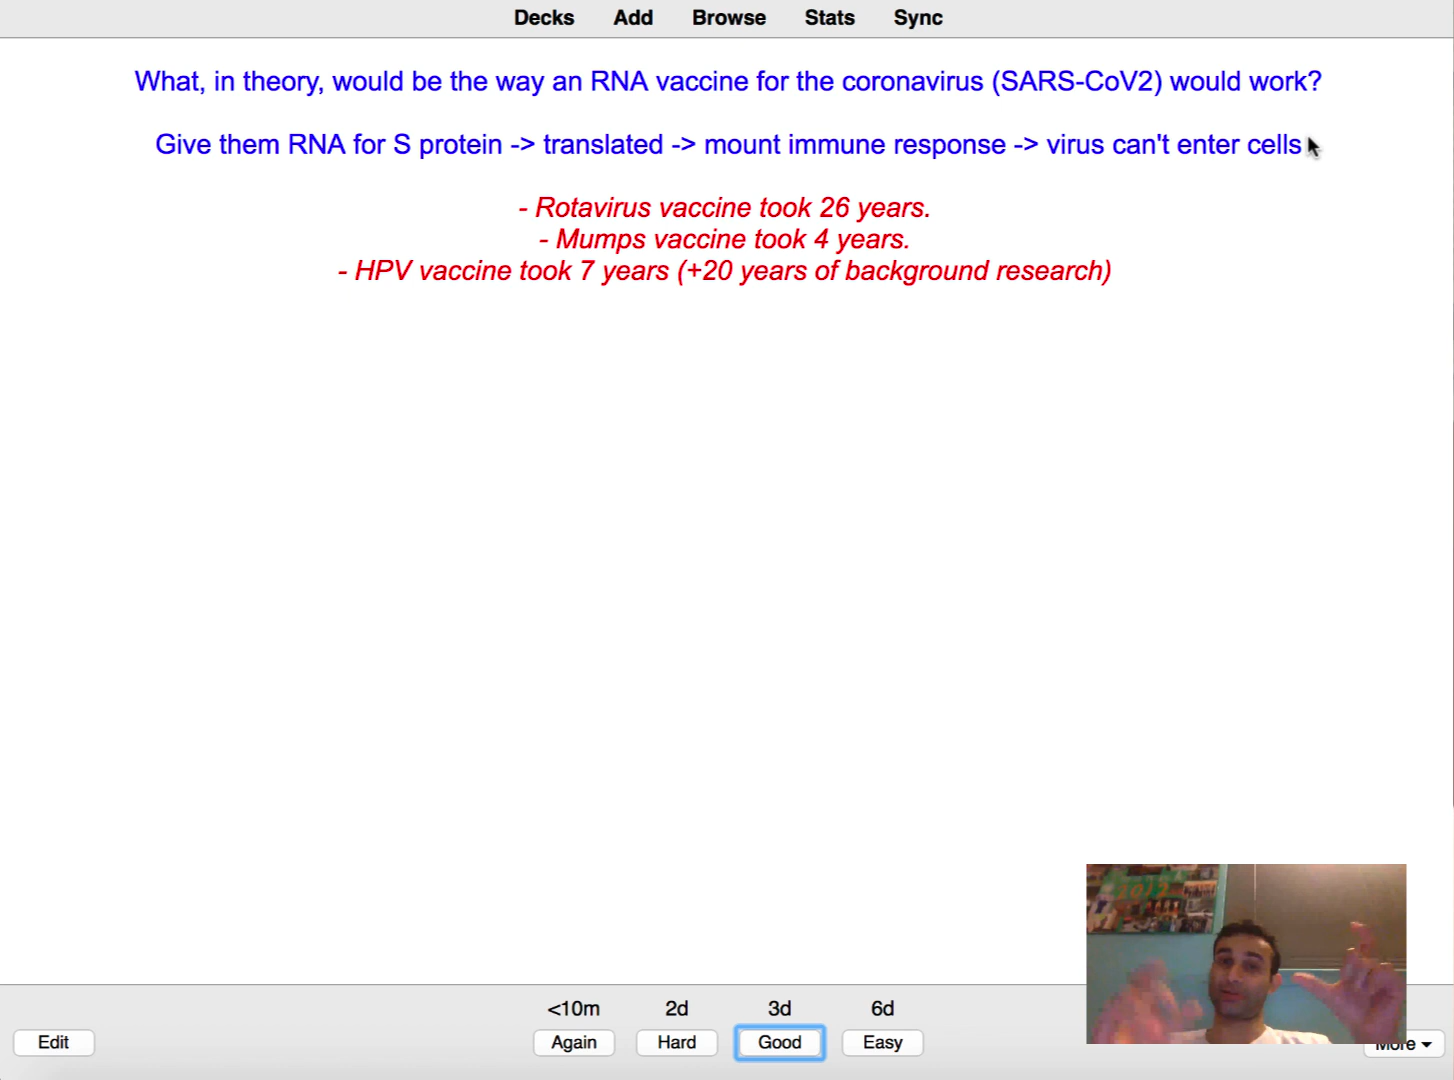 Decks Add Browse Stats Sync
What, in theory, would be the way an RNA vaccine for the coronavirus (SARS-CoV2) would work?
Give them RNA for S protein -> translated -> mount immune response -> virus can't enter cells
- Rotavirus vaccine took 26 years.
- Mumps vaccine took 4 years.
- HPV vaccine took 7 years (+20 years of background research)
2012
<10m 2d 3d 6d
Edit Again Hard Good Easy More